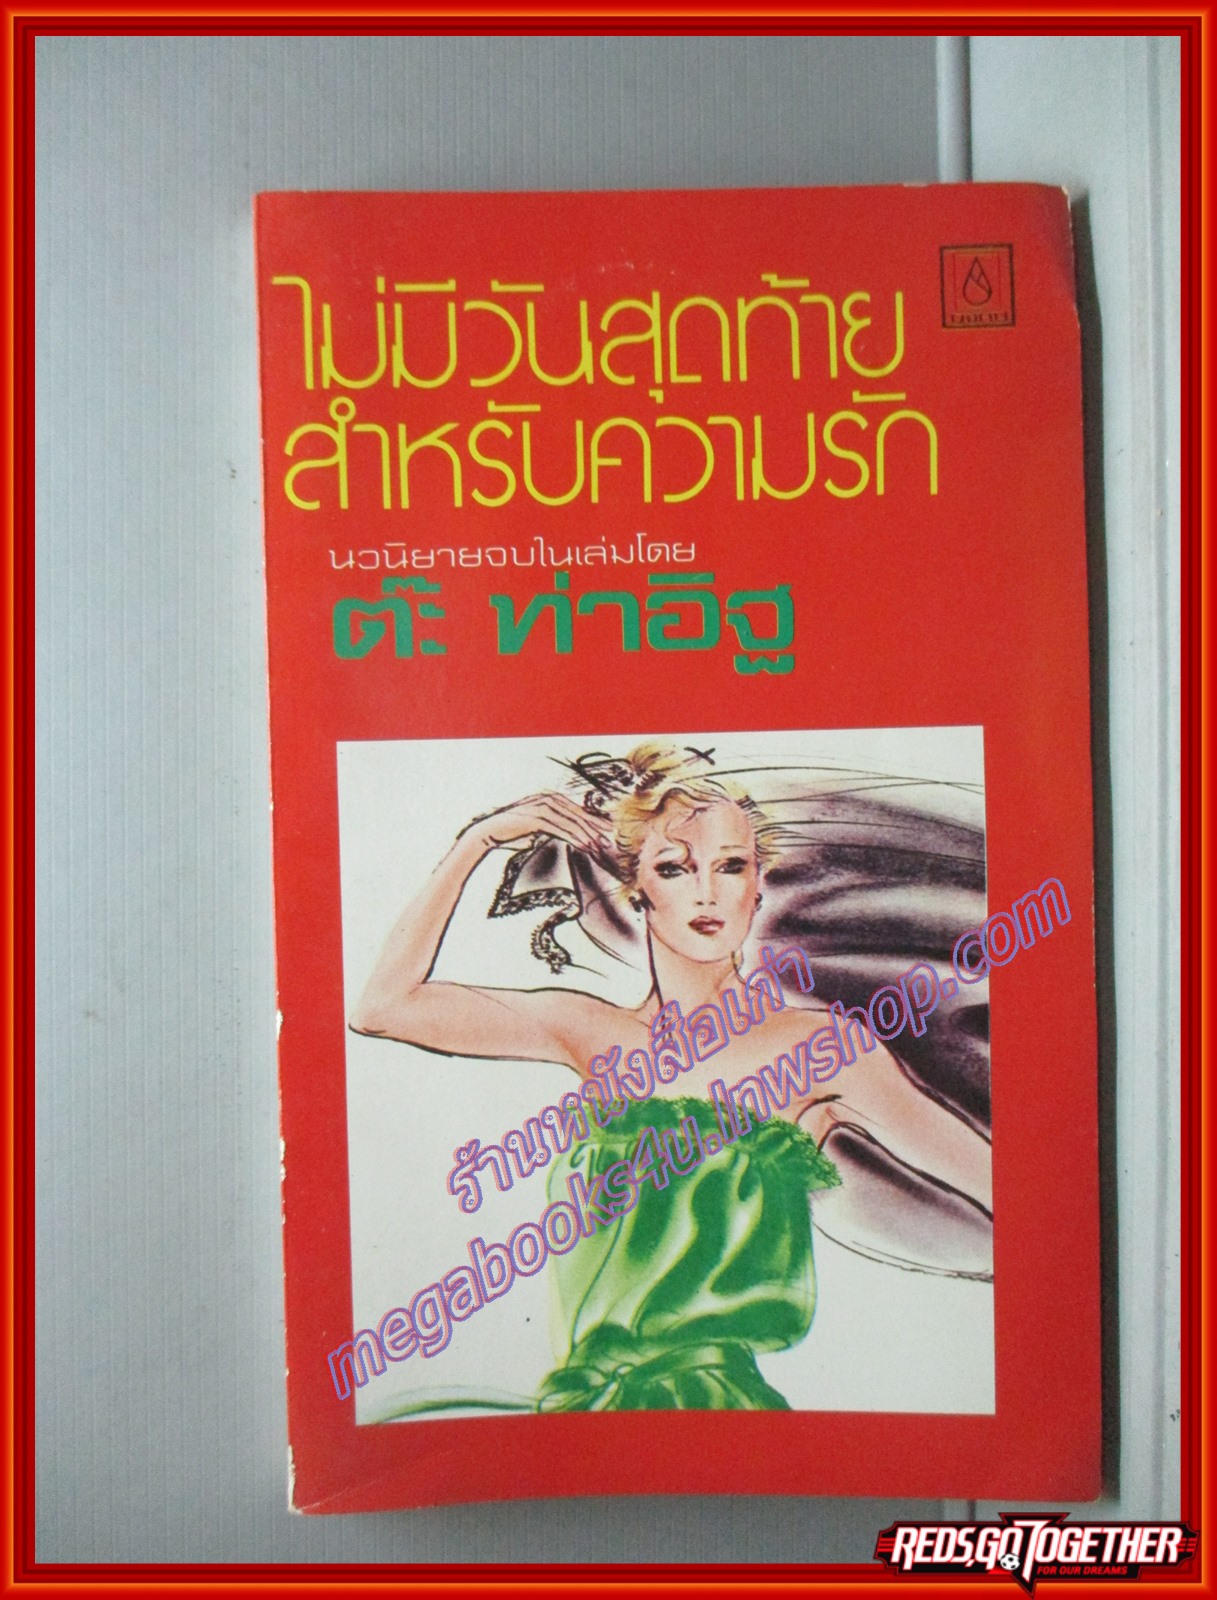 ไม่มีวันสุดท้าย
สำหรับความรัก
นวนิยายจบในเล่มโดย
ต๊ะ ท่าอิฐ
ร้านหนังสือเก่า
megabooks4u.lnwshop.com
REDS,GO TOGETHER
FOR OUR DREAMS